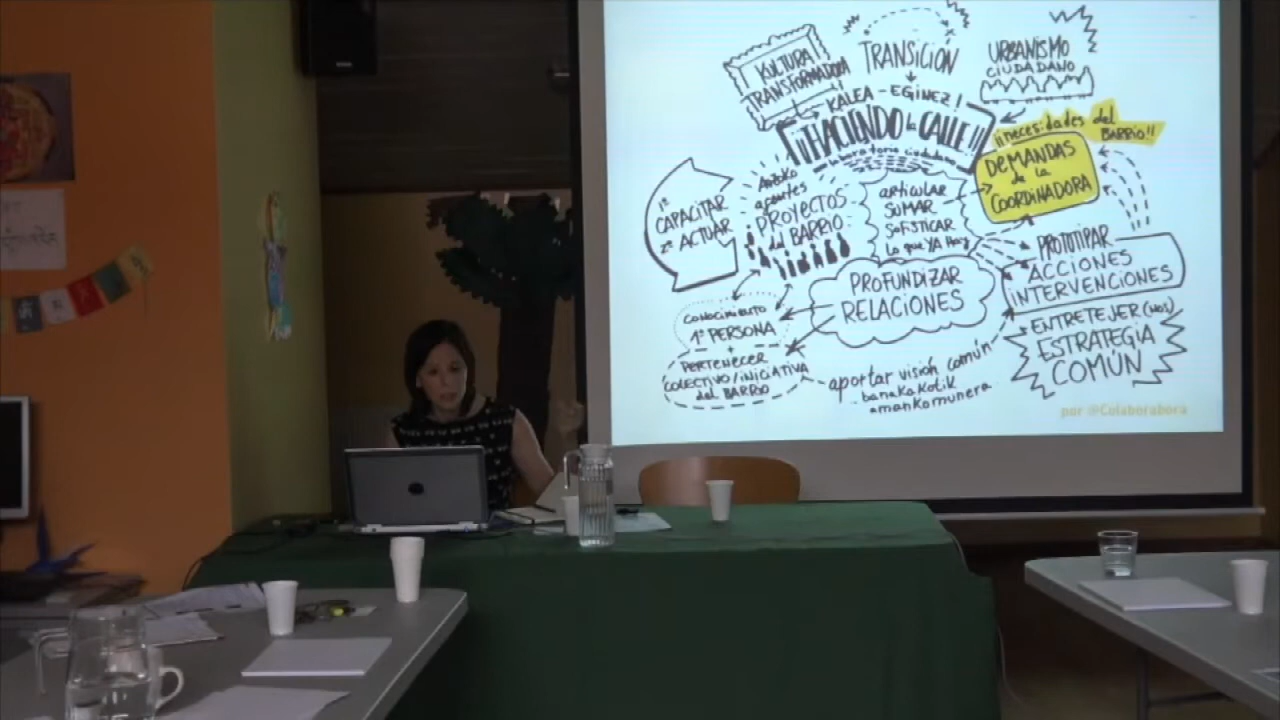 KULTURA
TRANSFORMADORA
TRANSICIÓN
URBANISMO
CIUDADANO
KALEA - EGINEZ!
¡¡HACIENDO la CALLE!!
laboratorio ciudadano
¡¡necesidades del
BARRIO!!
DEMANDAS
de la
COORDINADORA
1º CAPACITAR
2º ACTUAR
AUZOKO
PROYECTOS
del BARRIO
ARTICULAR
SUMAR
SOFISTICAR
Lo que YA HAY
PROTOTIPAR
ACCIONES
INTERVENCIONES
PROFUNDIZAR
RELACIONES
CONOCIMIENTO
1ª PERSONA
+
PERTENECER
COLECTIVO/INICIATIVA
del BARRIO
ENTRETEJER(NOS)
ESTRATEGIA
COMÚN
aportar visión común
banakakotik
amankomunera
por @Colaborabora